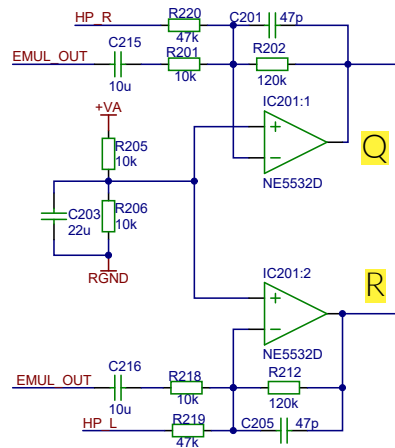 HP_R
R220
47k
C201
47p
EMUL_OUT
C215
10u
R201
10k
R202
120k
IC201:1
NE5532D
Q
+VA
R205
10k
R206
10k
C203
22u
RGND
IC201:2
NE5532D
R
EMUL_OUT
C216
10u
R218
10k
R212
120k
HP_L
R219
47k
C205
47p